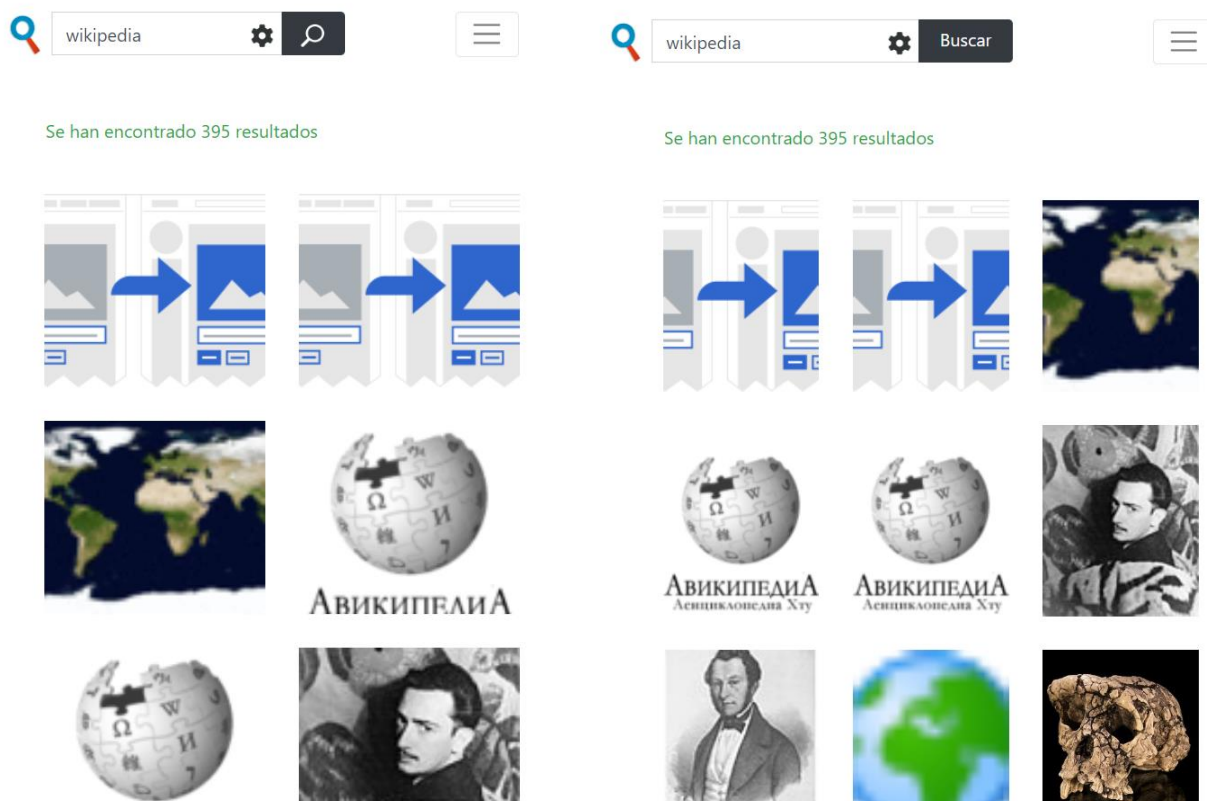 wikipedia
Se han encontrado 395 resultados
АВИКИПЕДИА
wikipedia
Buscar
Se han encontrado 395 resultados
АВИКИПЕДИА
Аенциклопедиа Хту
АВИКИПЕДИА
Аенциклопедиа Хту